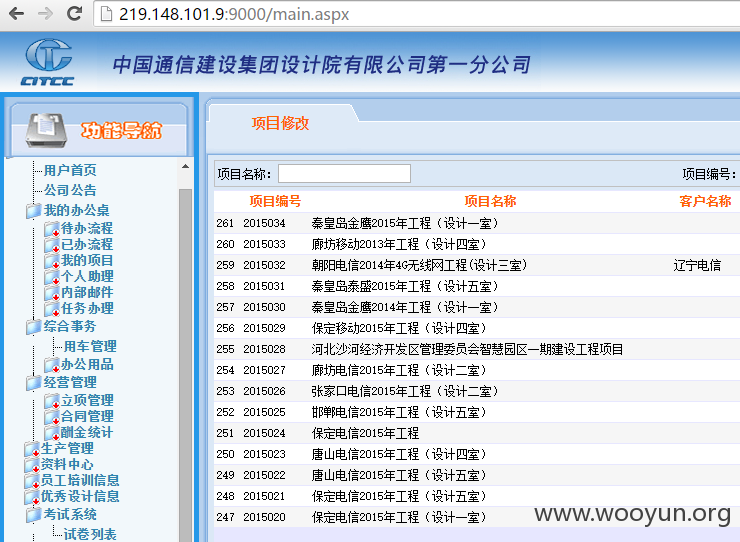 219.148.101.9:9000/main.aspx
CITCC
中国通信建设集团设计院有限公司第一分公司
功能导航
用户首页
公司公告
我的办公桌
待办流程
已办流程
我的项目
个人助理
内部邮件
任务办理
综合事务
用车管理
办公用品
经营管理
立项管理
合同管理
酬金统计
生产管理
资料中心
员工培训信息
优秀设计信息
考试系统
试卷列表
项目修改
项目名称: 项目编号:
项目编号 项目名称 客户名称
261 2015034 秦皇岛金鹰2015年工程（设计一室）
260 2015033 廊坊移动2013年工程（设计四室）
259 2015032 朝阳电信2014年4G无线网工程(设计三室) 辽宁电信
258 2015031 秦皇岛泰盛2015年工程（设计五室）
257 2015030 秦皇岛金鹰2014年工程（设计一室）
256 2015029 保定移动2015年工程（设计四室）
255 2015028 河北沙河经济开发区管理委员会智慧园区一期建设工程项目
254 2015027 廊坊电信2015年工程（设计二室）
253 2015026 张家口电信2015年工程（设计二室）
252 2015025 邯郸电信2015年工程（设计五室）
251 2015024 保定电信2015年工程
250 2015023 唐山电信2015年工程（设计四室）
249 2015022 唐山电信2015年工程（设计五室）
248 2015021 保定电信2015年工程（设计五室）
247 2015020 保定电信2015年工程（设计一室）
www.wooyun.org